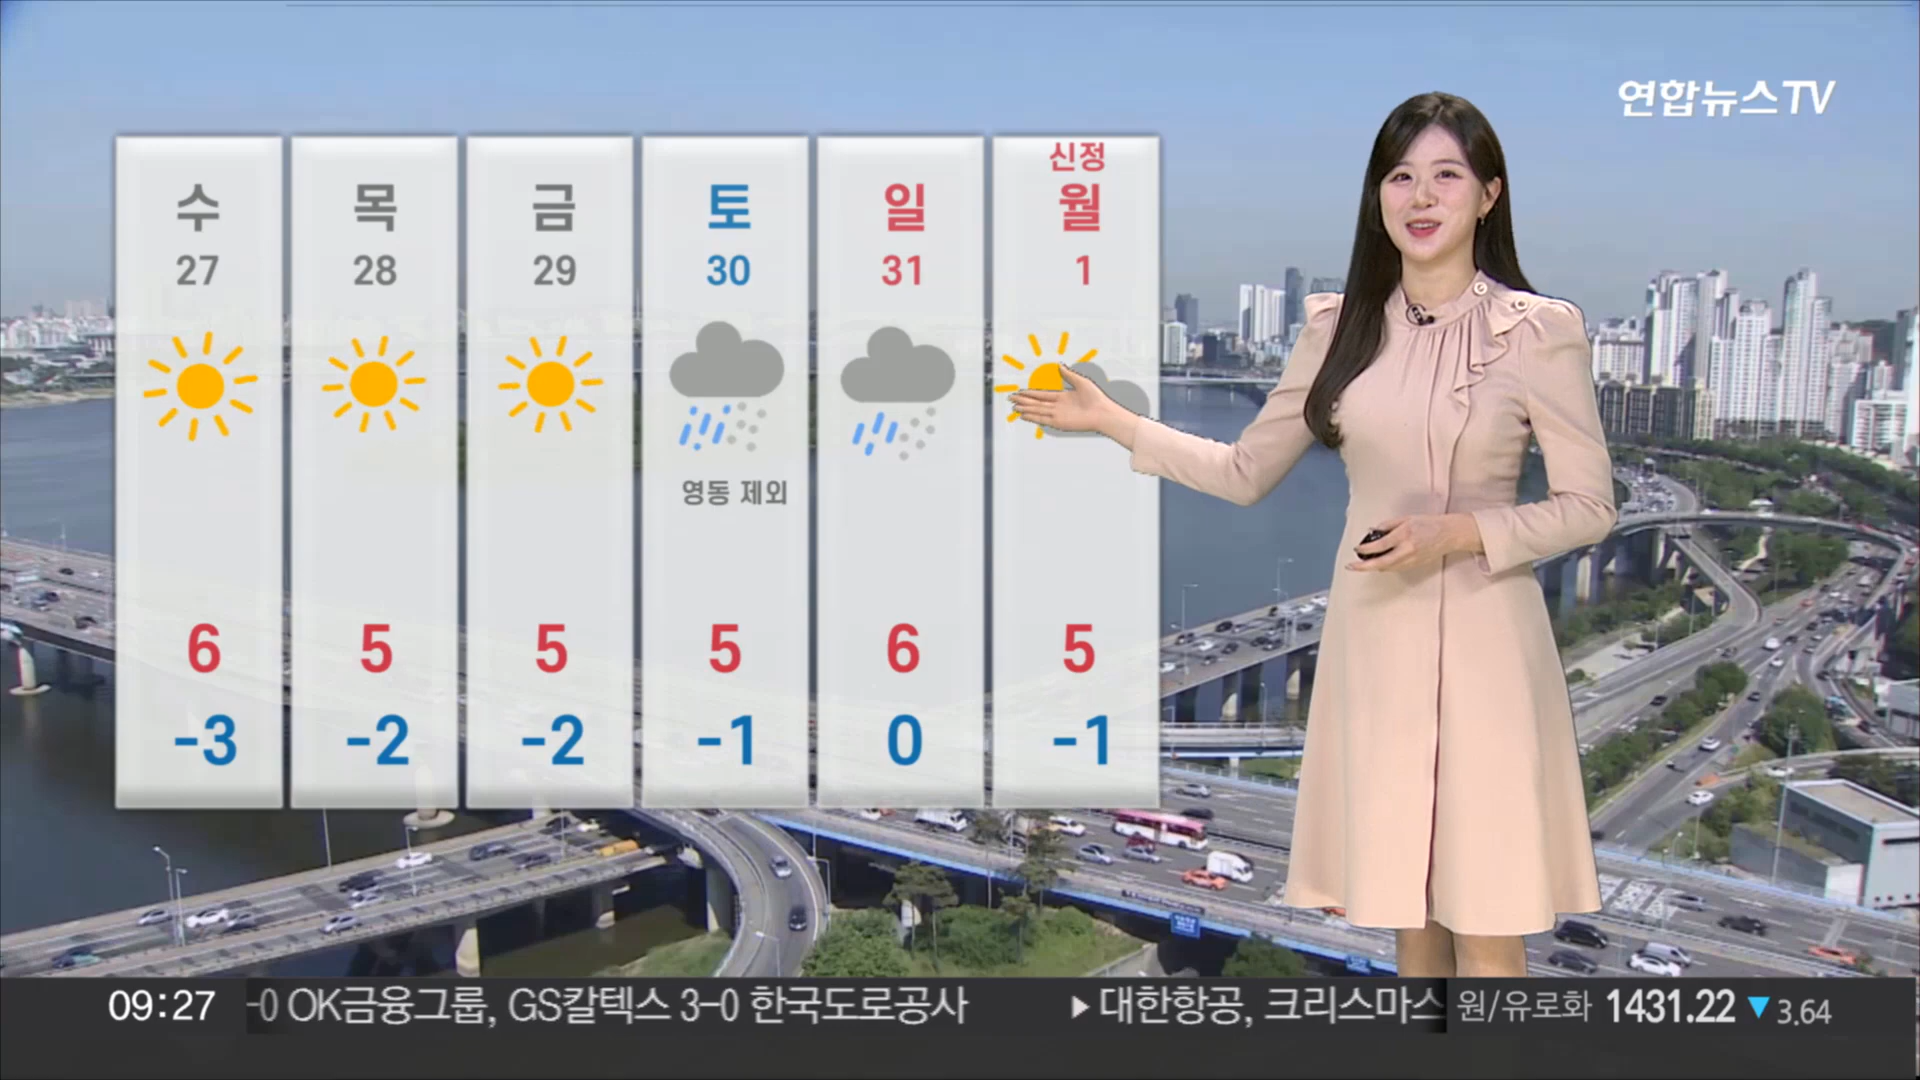 연합뉴스TV
신정
수 목 금 토 일 월
27 28 29 30 31 1
영동 제외
6 5 5 5 6 5
-3 -2 -2 -1 0 -1
09:27 -0 OK금융그룹, GS칼텍스 3-0 한국도로공사 ▶대한항공, 크리스마스 원/유로화 1431.22 ▼ 3.64